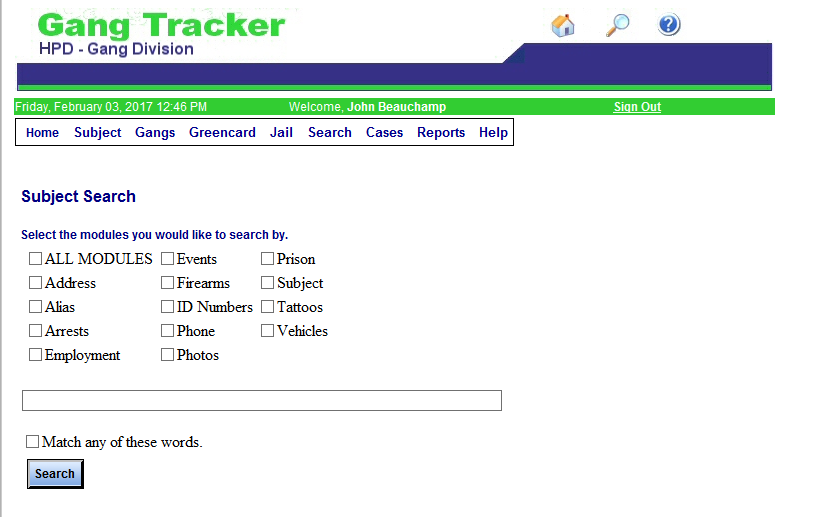 Gang Tracker
HPD - Gang Division
Friday, February 03, 2017 12:46 PM Welcome, John Beauchamp Sign Out
Home Subject Gangs Greencard Jail Search Cases Reports Help
Subject Search
Select the modules you would like to search by.
ALL MODULES Events Prison
Address Firearms Subject
Alias ID Numbers Tattoos
Arrests Phone Vehicles
Employment Photos
Match any of these words.
Search